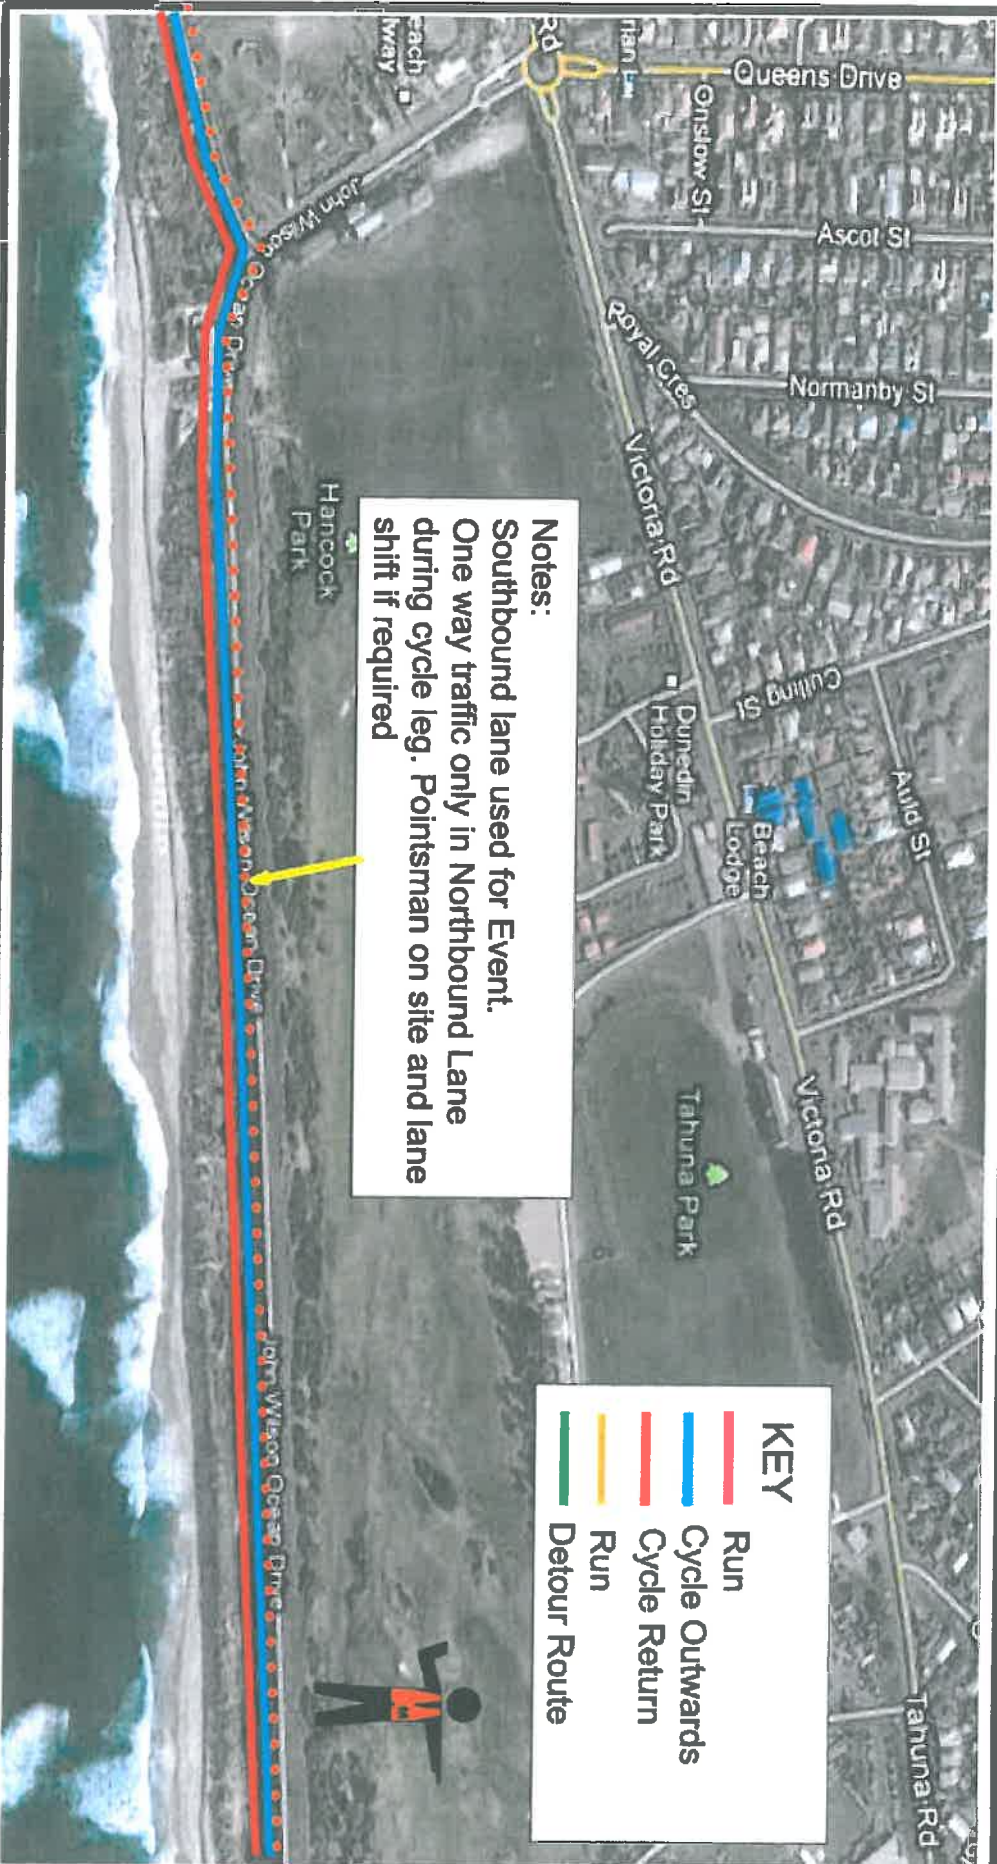 Queens Drive
Onslow St
Ascot St
Normanby St
Royal Cres
Victoria Rd
Culling St
Auld St
Dunedin
Holiday Park
Beach
Lodge
Victoria Rd
Tahuna Park
Tahuna Rd
Rd
each
lway
John Wilson Ocean Drive
Hancock
Park
Notes:
Southbound lane used for Event.
One way traffic only in Northbound Lane
during cycle leg. Pointsman on site and lane
shift if required
KEY
Run
Cycle Outwards
Cycle Return
Run
Detour Route
John Wilson Ocean Drive
John Wilson Ocean Drive